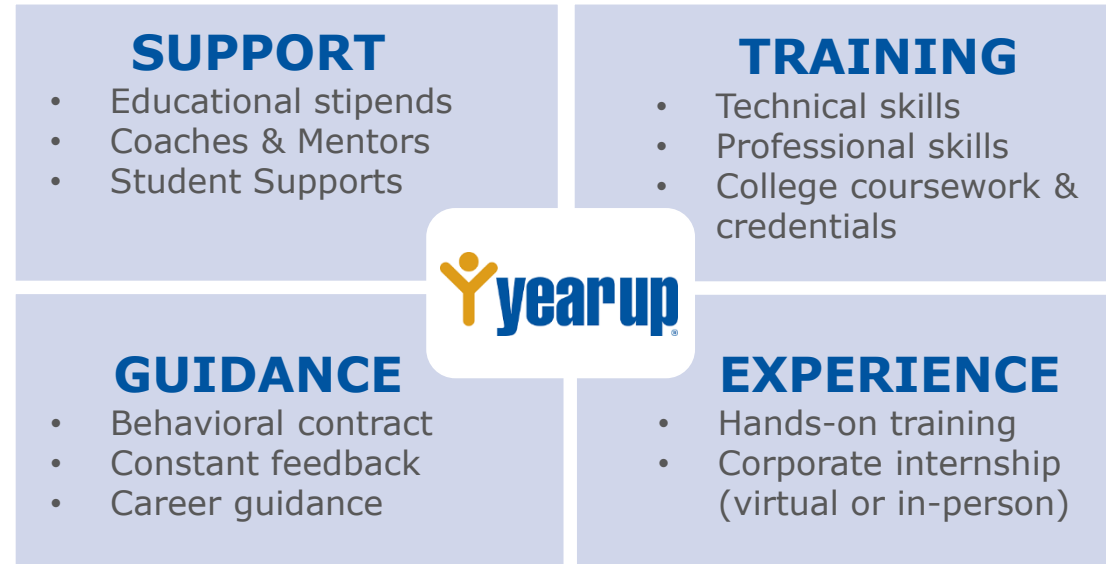 SUPPORT
• Educational stipends
• Coaches & Mentors
• Student Supports
TRAINING
• Technical skills
• Professional skills
• College coursework &
credentials
yearup®
GUIDANCE
• Behavioral contract
• Constant feedback
• Career guidance
EXPERIENCE
• Hands-on training
• Corporate internship
(virtual or in-person)